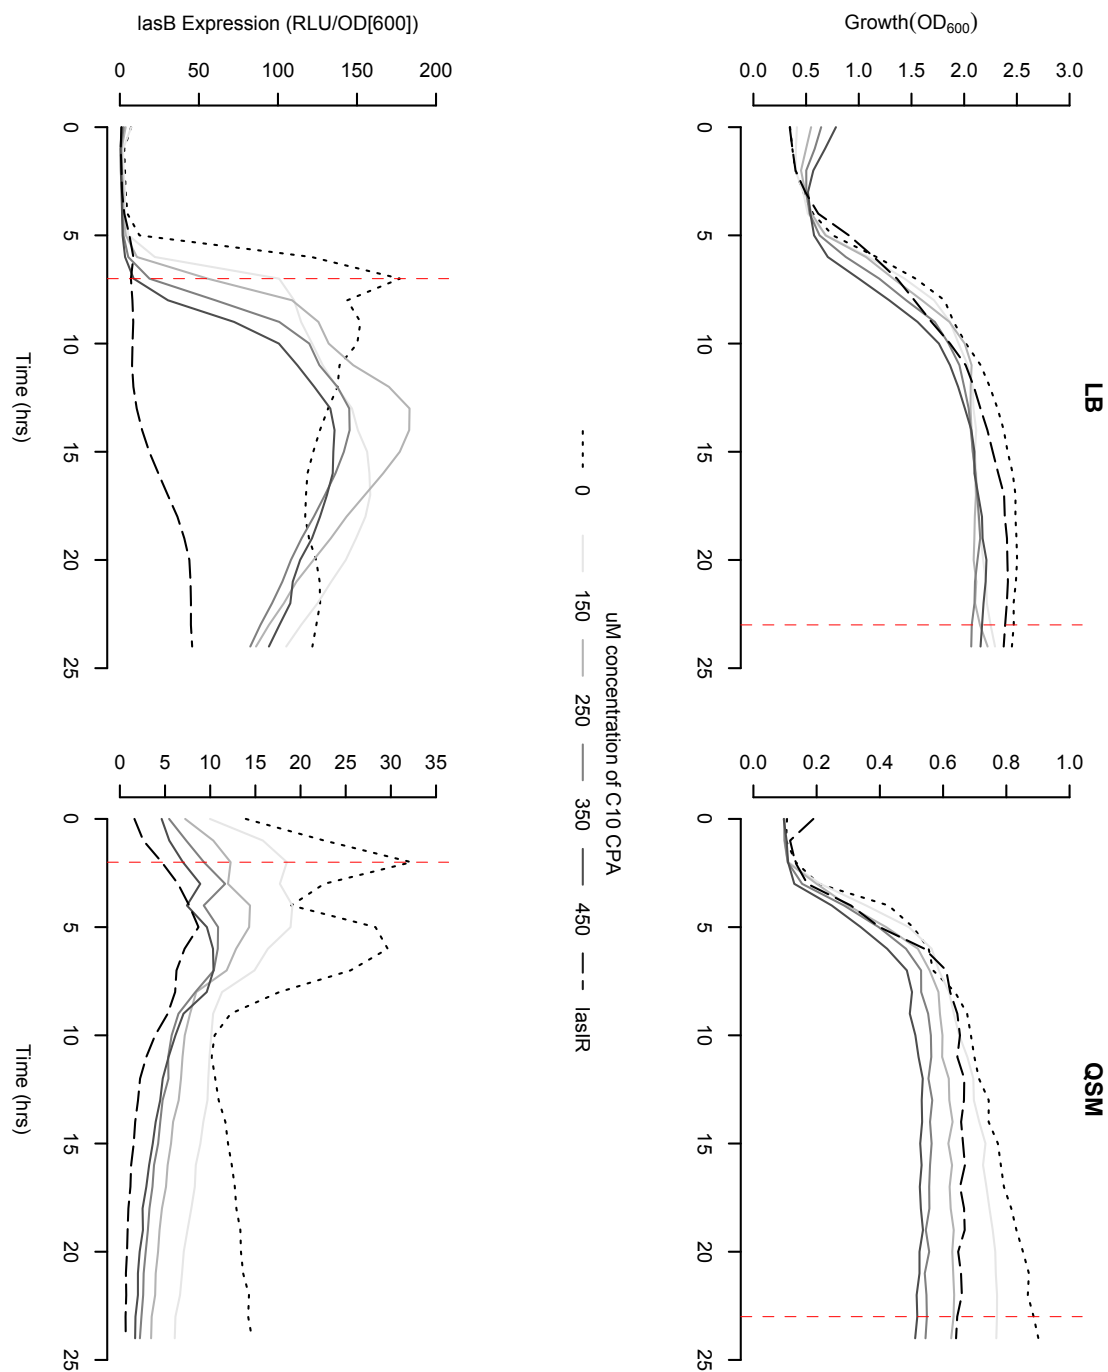 LB
QSM
Growth(OD600)
0.0 0.5 1.0 1.5 2.0 2.5 3.0
0 5 10 15 20 25
0.0 0.2 0.4 0.6 0.8 1.0
0 5 10 15 20 25
uM concentration of C10 CPA
0 150 250 350 450 lasIR
lasB Expression (RLU/OD[600])
0 50 100 150 200
0 5 10 15 20 25
Time (hrs)
0 5 10 15 20 25 30 35
0 5 10 15 20 25
Time (hrs)